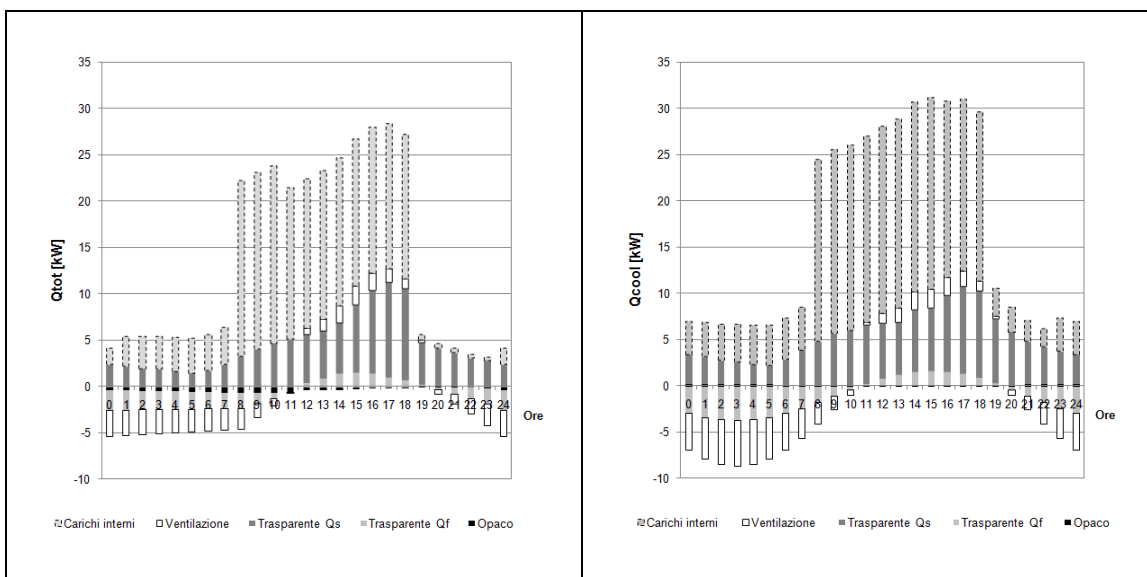 35
30
25
20
15
10
5
0
-5
-10
Qtot [kW]
0 1 2 3 4 5 6 7 8 9 10 11 12 13 14 15 16 17 18 19 20 21 22 23 24
Ore
Carichi interni Ventilazione Trasparente Qs Trasparente Qf Opaco
35
30
25
20
15
10
5
0
-5
-10
Qcool [kW]
0 1 2 3 4 5 6 7 8 9 10 11 12 13 14 15 16 17 18 19 20 21 22 23 24
Ore
Carichi interni Ventilazione Trasparente Qs Trasparente Qf Opaco